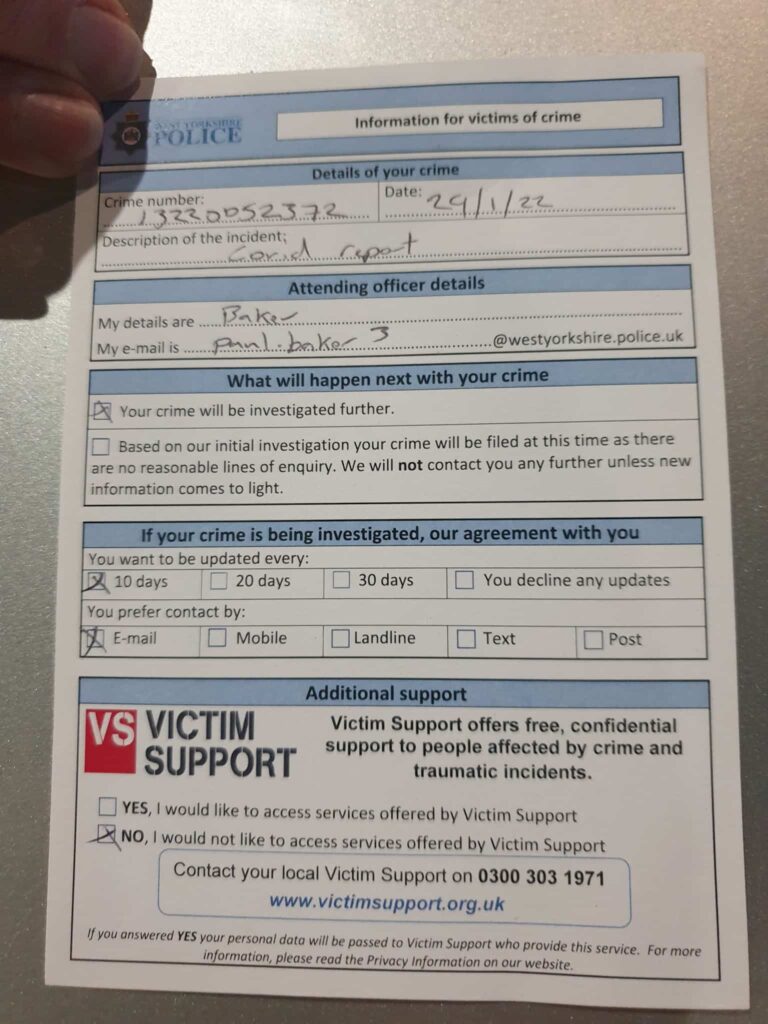 WEST YORKSHIRE
POLICE
Information for victims of crime
Details of your crime
Crime number: 13220052372 Date: 29/1/22
Description of the incident; Covid report
Attending officer details
My details are Baker
My e-mail is paul.baker 3 @westyorkshire.police.uk
What will happen next with your crime
Your crime will be investigated further.
Based on our initial investigation your crime will be filed at this time as there
are no reasonable lines of enquiry. We will not contact you any further unless new
information comes to light.
If your crime is being investigated, our agreement with you
You want to be updated every:
10 days 20 days 30 days You decline any updates
You prefer contact by:
E-mail Mobile Landline Text Post
Additional support
VS VICTIM
SUPPORT
Victim Support offers free, confidential
support to people affected by crime and
traumatic incidents.
YES, I would like to access services offered by Victim Support
NO, I would not like to access services offered by Victim Support
Contact your local Victim Support on 0300 303 1971
www.victimsupport.org.uk
If you answered YES your personal data will be passed to Victim Support who provide this service. For more
information, please read the Privacy Information on our website.